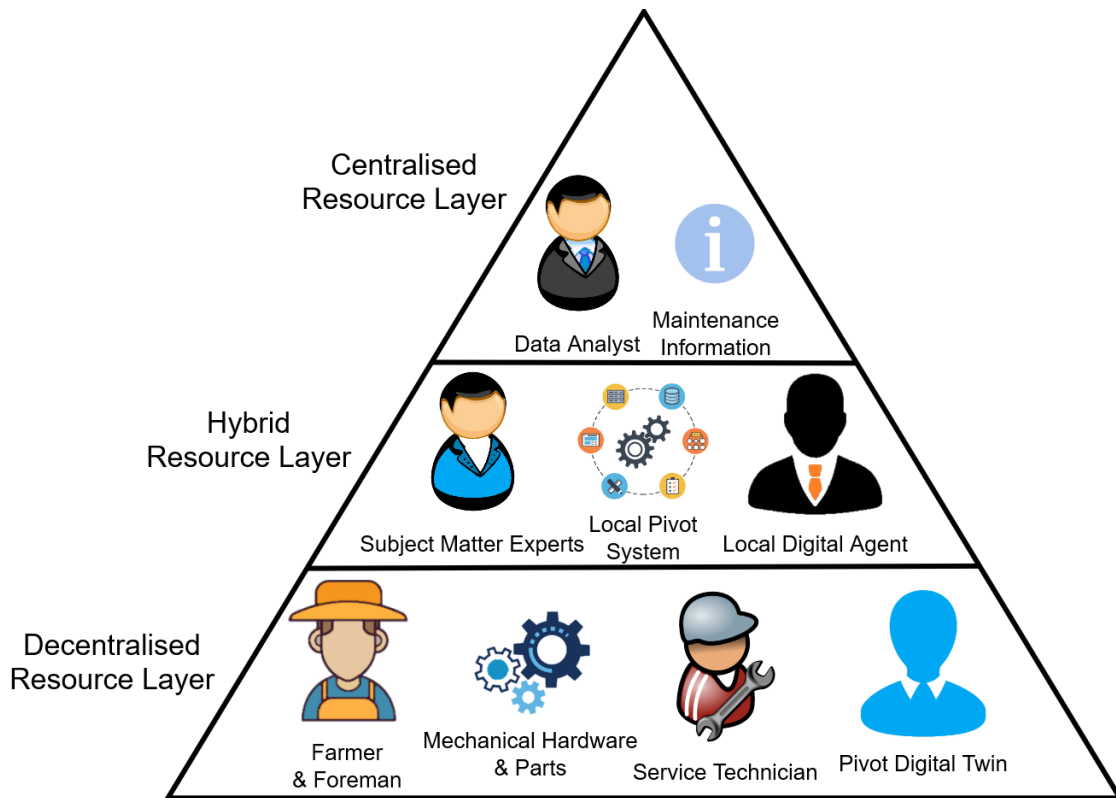 Centralised
Resource Layer
Data Analyst
Maintenance
Information
Hybrid
Resource Layer
Subject Matter Experts
Local Pivot
System
Local Digital Agent
Decentralised
Resource Layer
Farmer
& Foreman
Mechanical Hardware
& Parts
Service Technician
Pivot Digital Twin